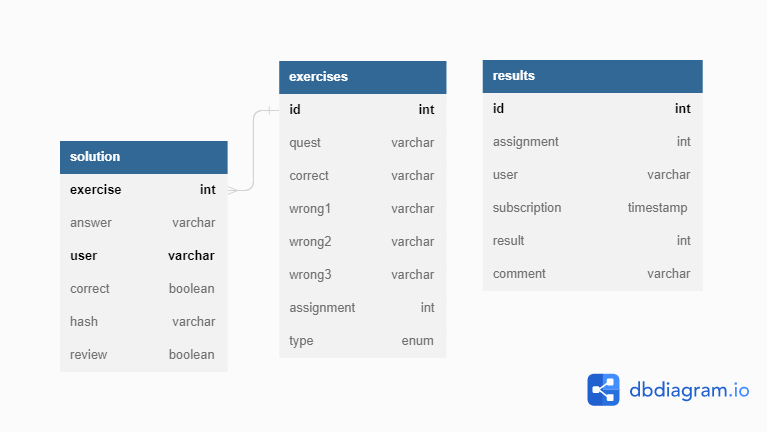 solution
exercise int
answer varchar
user varchar
correct boolean
hash varchar
review boolean
exercises
id int
quest varchar
correct varchar
wrong1 varchar
wrong2 varchar
wrong3 varchar
assignment int
type enum
results
id int
assignment int
user varchar
subscription timestamp
result int
comment varchar
dbdiagram.io